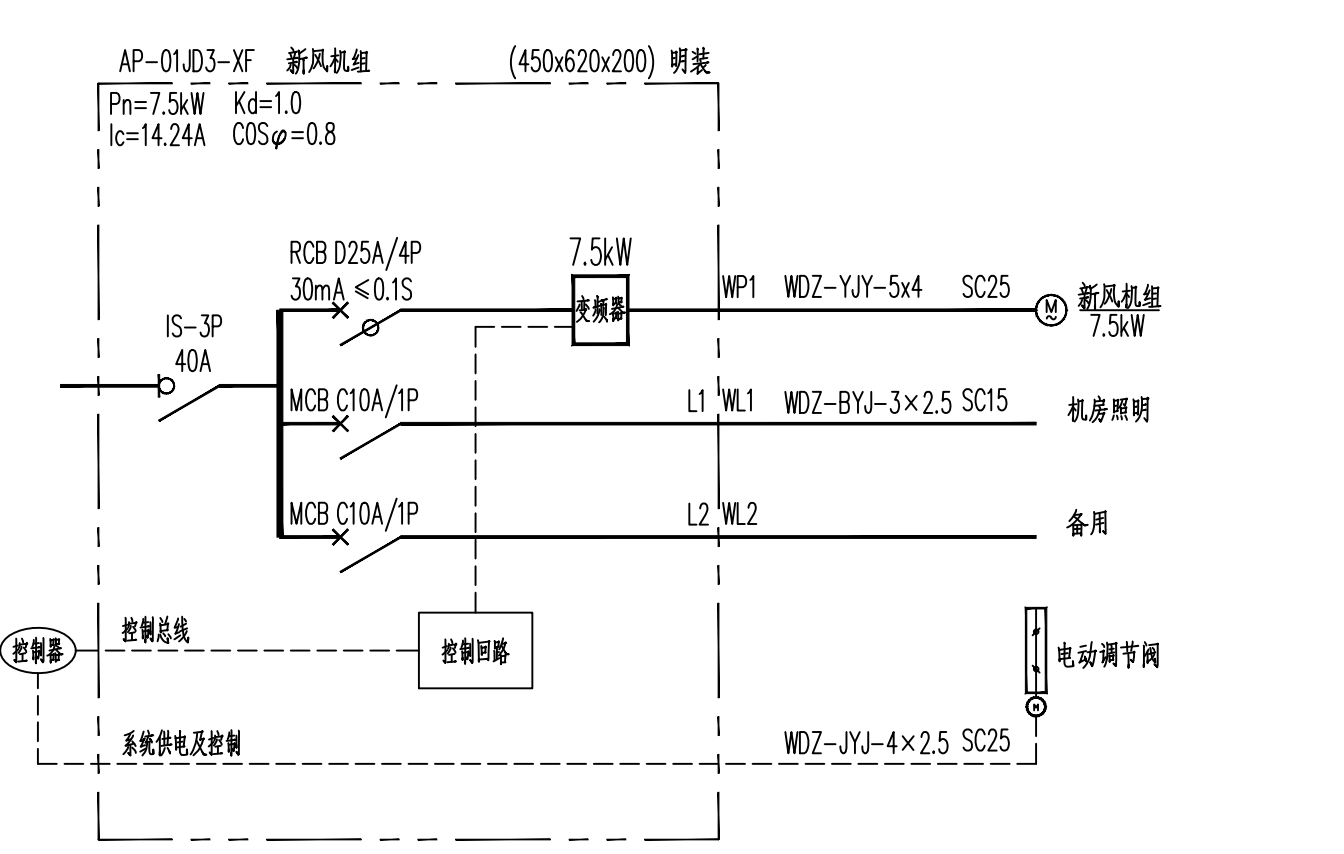 AP-01JD3-XF 新风机组 (450x620x200) 明装
Pn=7.5kW Kd=1.0
Ic=14.24A COSφ=0.8
RCB D25A/4P
30mA ≤0.1S
7.5kW
变频器
WP1 WDZ-YJY-5x4 SC25
M
~
新风机组
7.5kW
IS-3P
40A
MCB C10A/1P
L1 WL1 WDZ-BYJ-3×2.5 SC15
机房照明
MCB C10A/1P
L2 WL2
备用
控制器
控制总线
控制回路
电动调节阀
M
系统供电及控制
WDZ-JYJ-4×2.5 SC25